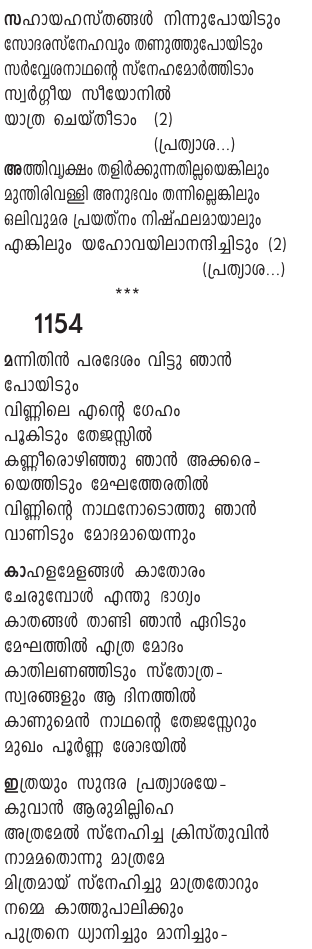 സഹായഹസ്തങ്ങൾ നിന്നുപോയിടും
സോദരസ്നേഹവും തണുത്തുപോയിടും
സർവ്വേശനാഥന്റെ സ്നേഹമോർത്തിടാം
സ്വർഗ്ഗീയ സീയോനിൽ
യാത്ര ചെയ്തീടാം (2)
(പ്രത്യാശ...)
അത്തിവൃക്ഷം തളിർക്കുന്നതില്ലയെങ്കിലും
മുന്തിരിവള്ളി അനുഭവം തന്നില്ലെങ്കിലും
ഒലിവുമര പ്രയത്നം നിഷ്ഫലമായാലും
എങ്കിലും യഹോവയിലാനന്ദിച്ചിടും (2)
(പ്രത്യാശ...)
***
1154
മന്നിതിൻ പരദേശം വിട്ടു ഞാൻ
പോയിടും
വിണ്ണിലെ എന്റെ ഗേഹം
പൂകിടും തേജസ്സിൽ
കണ്ണീരൊഴിഞ്ഞു ഞാൻ അക്കരെ-
യെത്തിടും മേഘത്തേരതിൽ
വിണ്ണിന്റെ നാഥനോടൊത്തു ഞാൻ
വാണിടും മോദമായെന്നും
കാഹളമേളങ്ങൾ കാതോരം
ചേരുമ്പോൾ എന്തു ഭാഗ്യം
കാതങ്ങൾ താണ്ടി ഞാൻ ഏറിടും
മേഘത്തിൽ എത്ര മോദം
കാതിലണഞ്ഞിടും സ്തോത്ര-
സ്വരങ്ങളും ആ ദിനത്തിൽ
കാണുമെൻ നാഥന്റെ തേജസ്സേറും
മുഖം പൂർണ്ണ ശോഭയിൽ
ഇത്രയും സുന്ദര പ്രത്യാശയേ-
കുവാൻ ആരുമില്ലിഹെ
അത്രമേൽ സ്നേഹിച്ച ക്രിസ്തുവിൻ
നാമമതൊന്നു മാത്രമേ
മിത്രമായ് സ്നേഹിച്ചു മാത്രതോറും
നമ്മെ കാത്തുപാലിക്കും
പുത്രനെ ധ്യാനിച്ചും മാനിച്ചും-